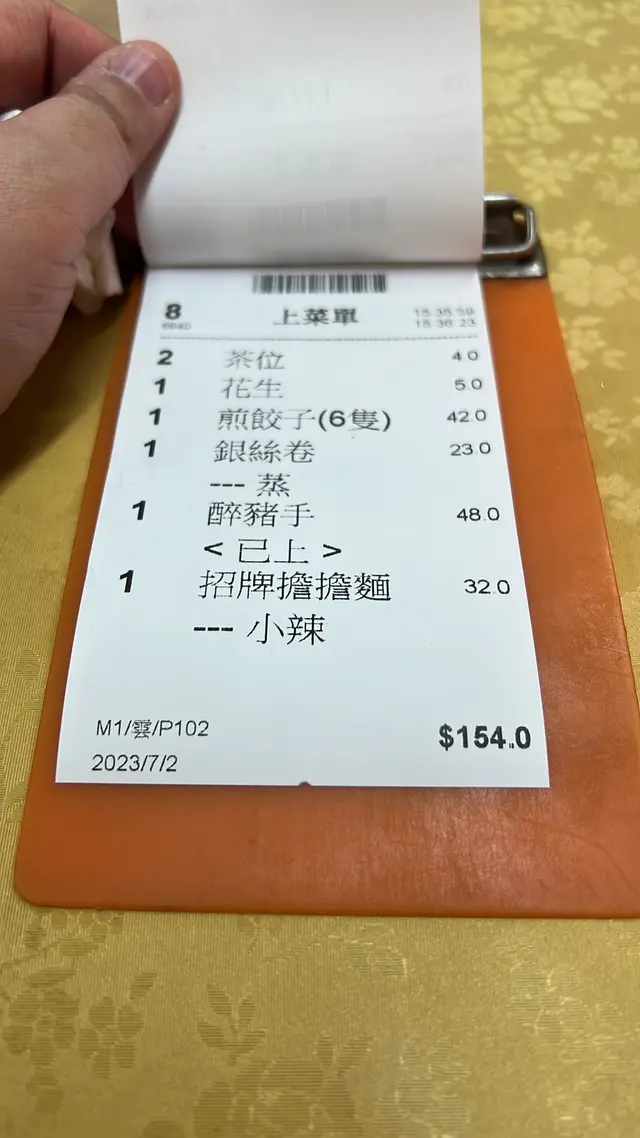 8 上菜單 15:35:59
6640 15:36:23
2 茶位 4.0
1 花生 5.0
1 煎餃子(6隻) 42.0
1 銀絲卷 23.0
--- 蒸
1 醉豬手 48.0
< 已上 >
1 招牌擔擔麵 32.0
--- 小辣
M1/雲/P102 $154.0
2023/7/2